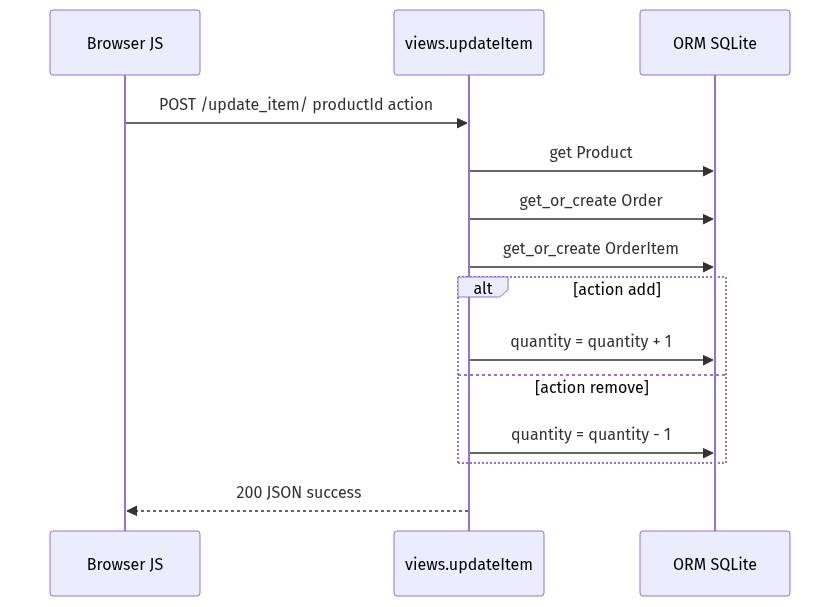 Browser JS
views.updateItem
ORM SQLite
POST /update_item/ productId action
get Product
get_or_create Order
get_or_create OrderItem
alt
[action add]
quantity = quantity + 1
[action remove]
quantity = quantity - 1
200 JSON success
Browser JS
views.updateItem
ORM SQLite